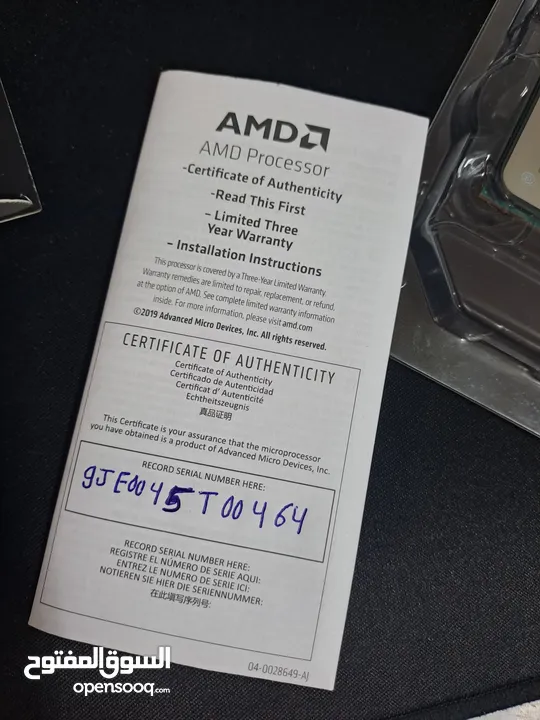 AMD
AMD Processor
-Certificate of Authenticity
-Read This First
- Limited Three
Year Warranty
- Installation Instructions
This processor is covered by a Three-Year Limited Warranty
Warranty remedies are limited to repair, replacement, or refund,
at the option of AMD. See complete limited warranty information
inside. For more information, please visit amd.com
©2019 Advanced Micro Devices, Inc. All rights reserved.
CERTIFICATE OF AUTHENTICITY
Certificate of Authenticity
Certificado de Autenticidad
Certificat d' Autenticité
Echtheitszeugnis
真品证明
This Certificate is your assurance that the microprocessor
you have obtained is a product of Advanced Micro Devices, Inc.
RECORD SERIAL NUMBER HERE:
9JE0045T00464
RECORD SERIAL NUMBER HERE:
REGISTRE EL NÚMERO DE SERIE AQUI:
ENTREZ LE NUMERO DE SERIE ICI:
NOTIEREN SIE HIER DIE SERIENNUMMER:
在此填写序列号:
04-0028649-AJ
السوق المفتوح
opensooq.com